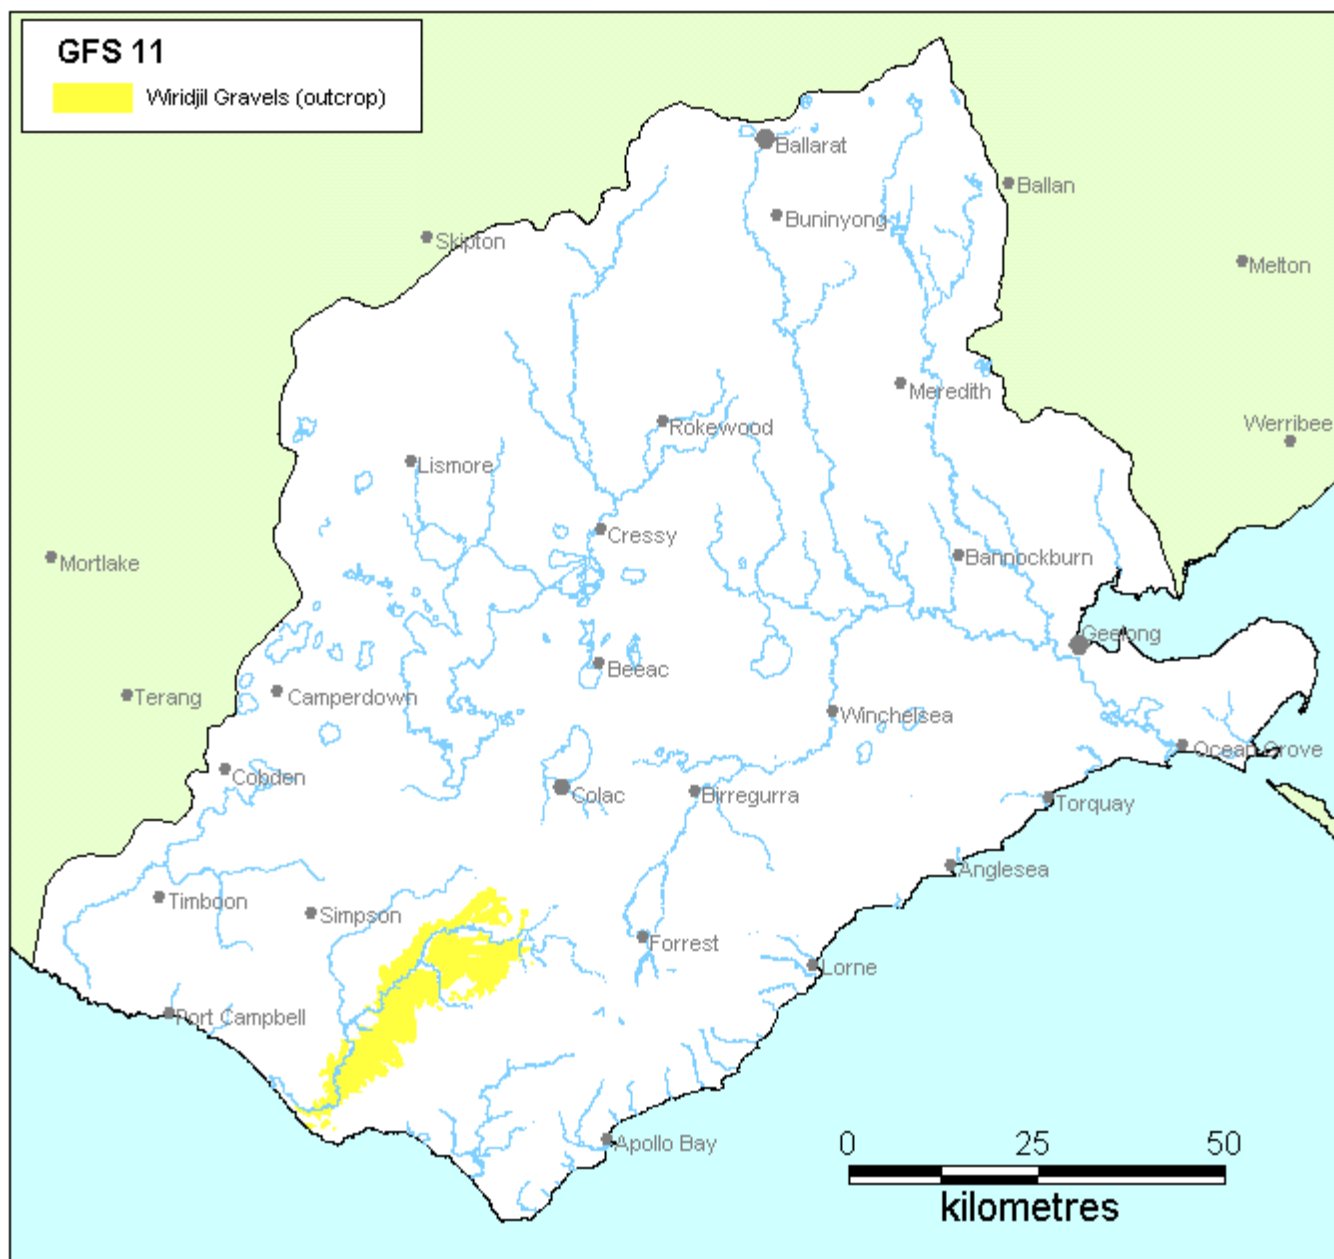 GFS 11
Wiridjil Gravels (outcrop)
Ballarat
Ballan
Buninyong
Skipton
Melton
Meredith
Rokewood
Werribee
Lismore
Cressy
Bannockburn
Mortlake
Geelong
Beeac
Terang
Camperdown
Winchelsea
Ocean Grove
Cobden
Colac
Birregurra
Torquay
Anglesea
Timboon
Simpson
Forrest
Lorne
Port Campbell
Apollo Bay
0 25 50
kilometres